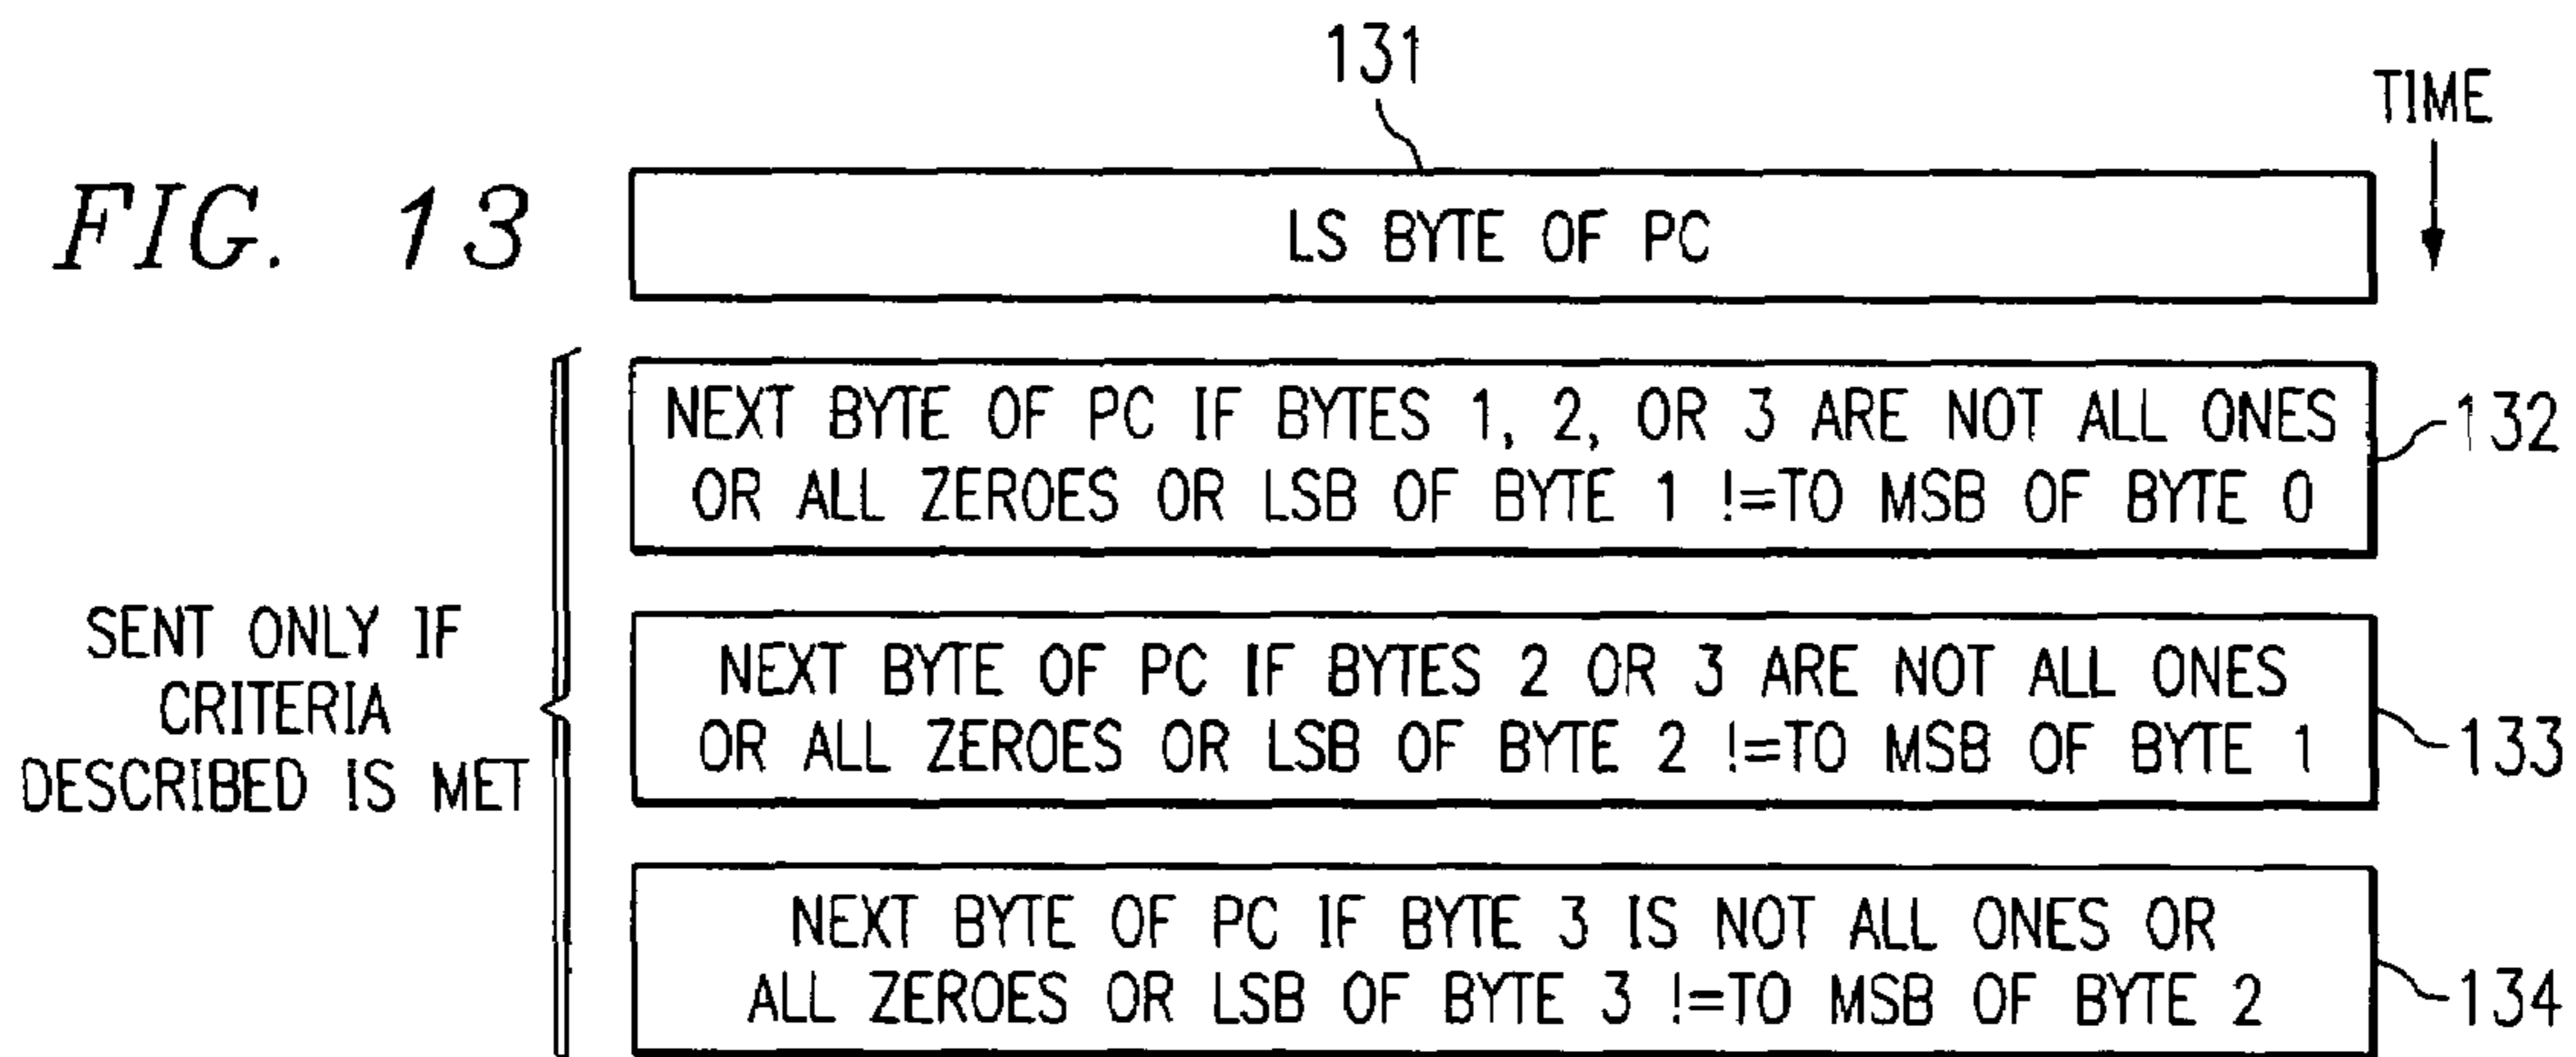 131
TIME
FIG. 13
LS BYTE OF PC
NEXT BYTE OF PC IF BYTES 1, 2, OR 3 ARE NOT ALL ONES
OR ALL ZEROES OR LSB OF BYTE 1 !=TO MSB OF BYTE 0
132
SENT ONLY IF
CRITERIA
DESCRIBED IS MET
NEXT BYTE OF PC IF BYTES 2 OR 3 ARE NOT ALL ONES
OR ALL ZEROES OR LSB OF BYTE 2 !=TO MSB OF BYTE 1
133
NEXT BYTE OF PC IF BYTE 3 IS NOT ALL ONES OR
ALL ZEROES OR LSB OF BYTE 3 !=TO MSB OF BYTE 2
134